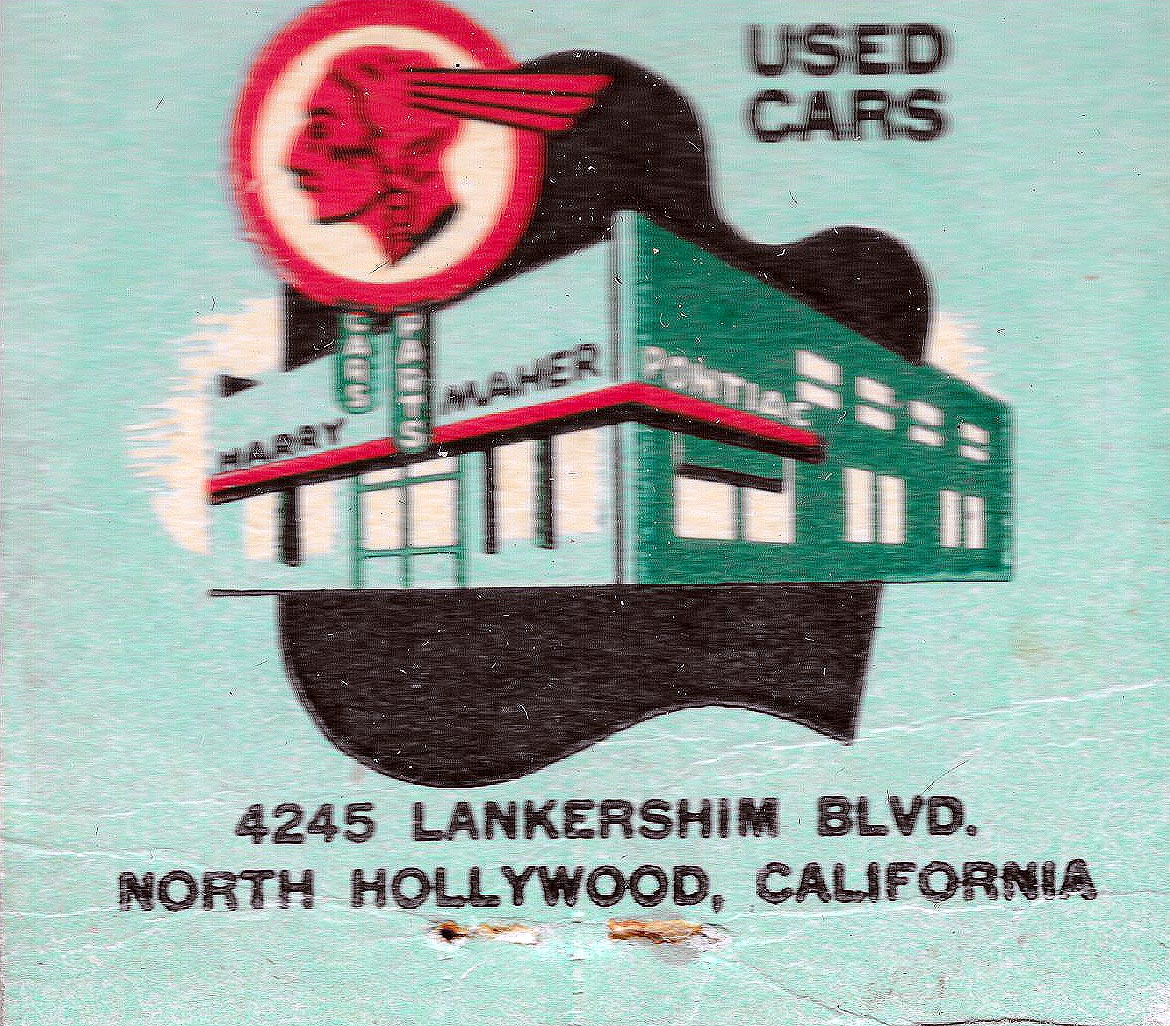 USED
CARS
CARS
PARTS
HARRY MAHER
PONTIAC
4245 LANKERSHIM BLVD.
NORTH HOLLYWOOD, CALIFORNIA